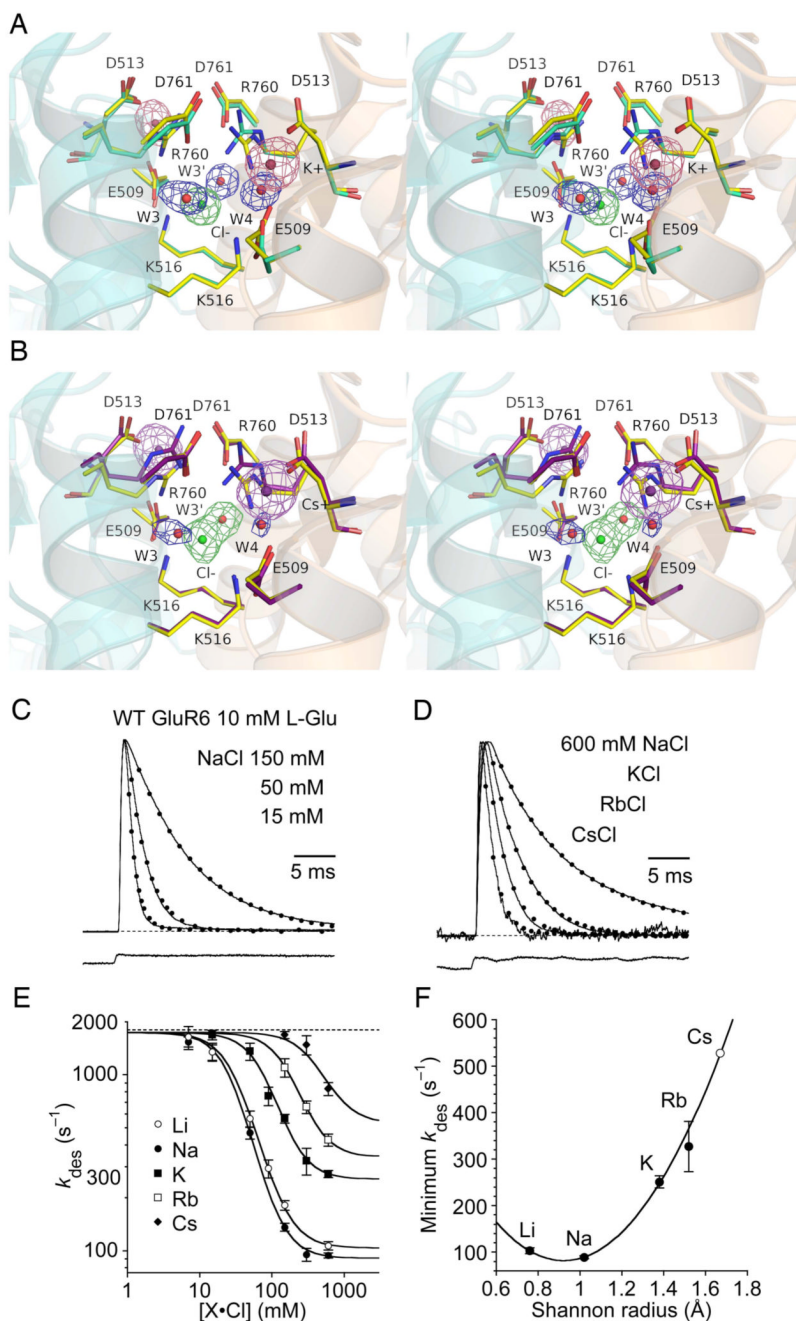 A
D513
D761
D761
R760
D513
R760
W3'
K+
E509
W3
W4
Cl-
E509
K516
K516
D513
D761
D761
R760
D513
R760
W3'
K+
E509
W3
W4
Cl-
E509
K516
K516
B
D513
D761
D761
R760
D513
R760
W3'
Cs+
E509
W3
W4
Cl-
E509
K516
K516
D513
D761
D761
R760
D513
R760
W3'
Cs+
E509
W3
W4
Cl-
E509
K516
K516
C
WT GluR6 10 mM L-Glu
NaCl 150 mM
50 mM
15 mM
5 ms
D
600 mM NaCl
KCl
RbCl
CsCl
5 ms
E
2000
1000
300
100
kdes (s⁻¹)
Li
Na
K
Rb
Cs
1 10 100 1000
[X•Cl] (mM)
F
600
500
400
300
200
100
Minimum kdes (s⁻¹)
Li
Na
K
Rb
Cs
0.6 0.8 1 1.2 1.4 1.6 1.8
Shannon radius (Å)